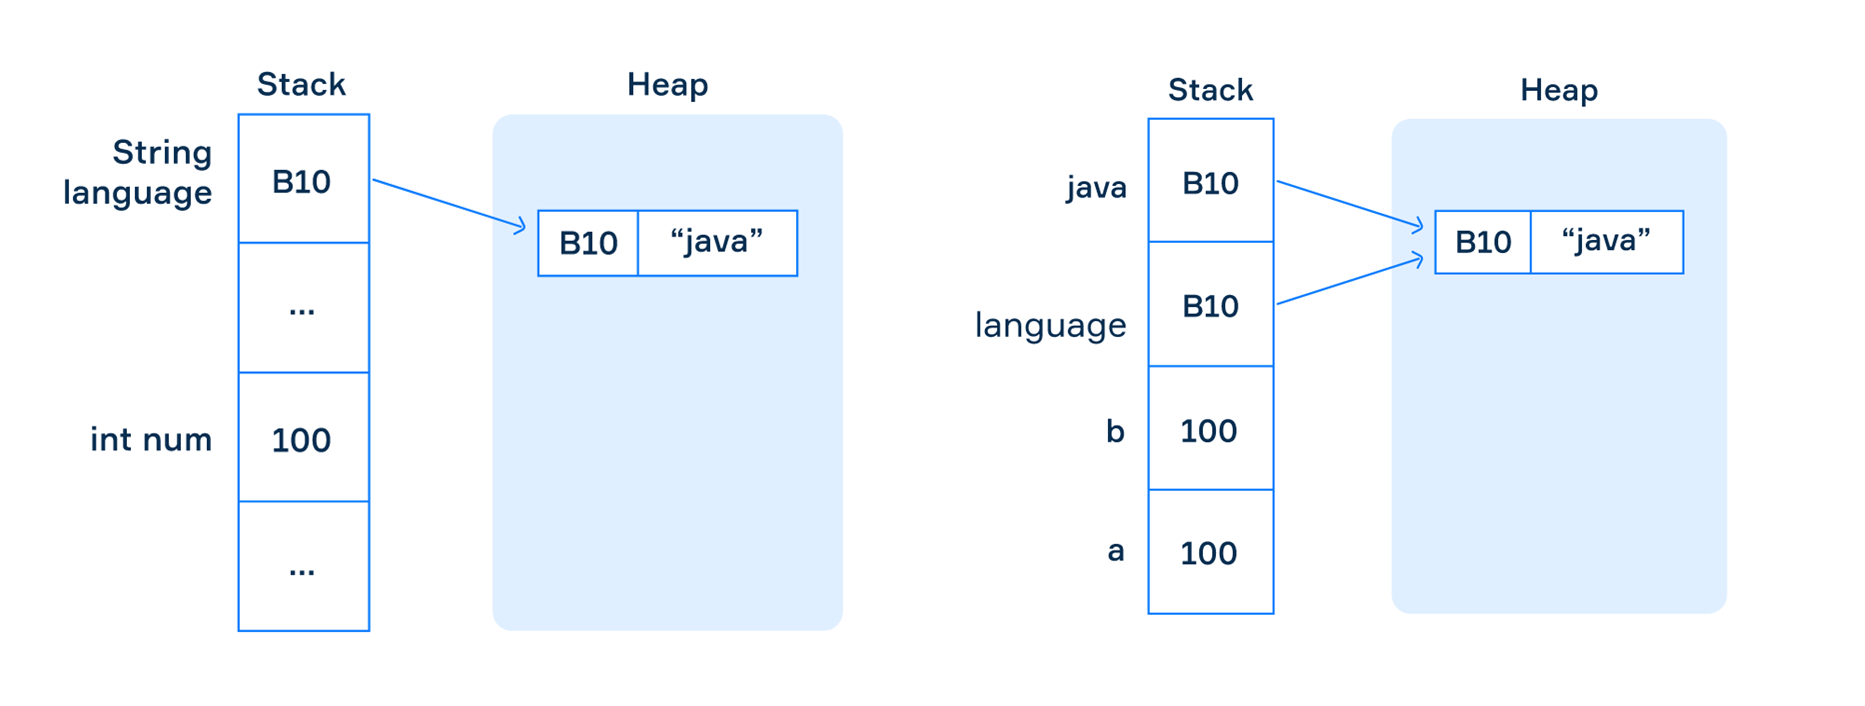 Stack
Heap
String
language
B10
B10
“java”
...
int num
100
...
Stack
Heap
java
B10
B10
“java”
language
B10
b
100
a
100